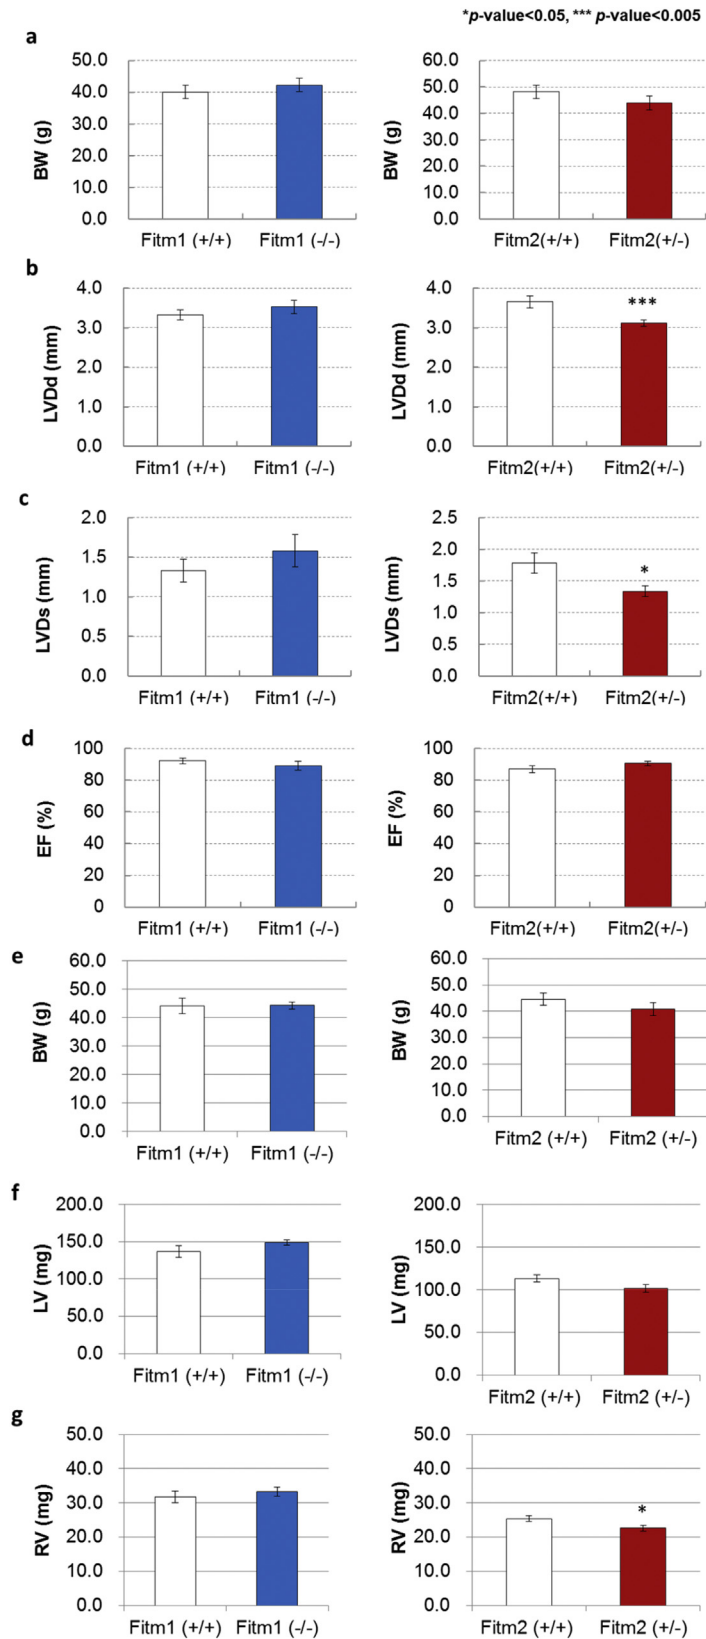 *p-value<0.05, *** p-value<0.005
a
50.0
40.0
30.0
20.0
10.0
0.0
BW (g)
Fitm1 (+/+) Fitm1 (-/-)
60.0
50.0
40.0
30.0
20.0
10.0
0.0
BW (g)
Fitm2(+/+) Fitm2(+/-)
b
4.0
3.0
2.0
1.0
0.0
LVDd (mm)
Fitm1 (+/+) Fitm1 (-/-)
4.0
3.0
2.0
1.0
0.0
LVDd (mm)
***
Fitm2(+/+) Fitm2(+/-)
c
2.0
1.5
1.0
0.5
0.0
LVDs (mm)
Fitm1 (+/+) Fitm1 (-/-)
2.5
2.0
1.5
1.0
0.5
0.0
LVDs (mm)
*
Fitm2(+/+) Fitm2(+/-)
d
100
80
60
40
20
0
EF (%)
Fitm1 (+/+) Fitm1 (-/-)
100
80
60
40
20
0
EF (%)
Fitm2(+/+) Fitm2(+/-)
e
60.0
50.0
40.0
30.0
20.0
10.0
0.0
BW (g)
Fitm1 (+/+) Fitm1 (-/-)
60.0
50.0
40.0
30.0
20.0
10.0
0.0
BW (g)
Fitm2 (+/+) Fitm2 (+/-)
f
200.0
150.0
100.0
50.0
0.0
LV (mg)
Fitm1 (+/+) Fitm1 (-/-)
200.0
150.0
100.0
50.0
0.0
LV (mg)
Fitm2 (+/+) Fitm2 (+/-)
g
50.0
40.0
30.0
20.0
10.0
0.0
RV (mg)
Fitm1 (+/+) Fitm1 (-/-)
50.0
40.0
30.0
20.0
10.0
0.0
RV (mg)
*
Fitm2 (+/+) Fitm2 (+/-)